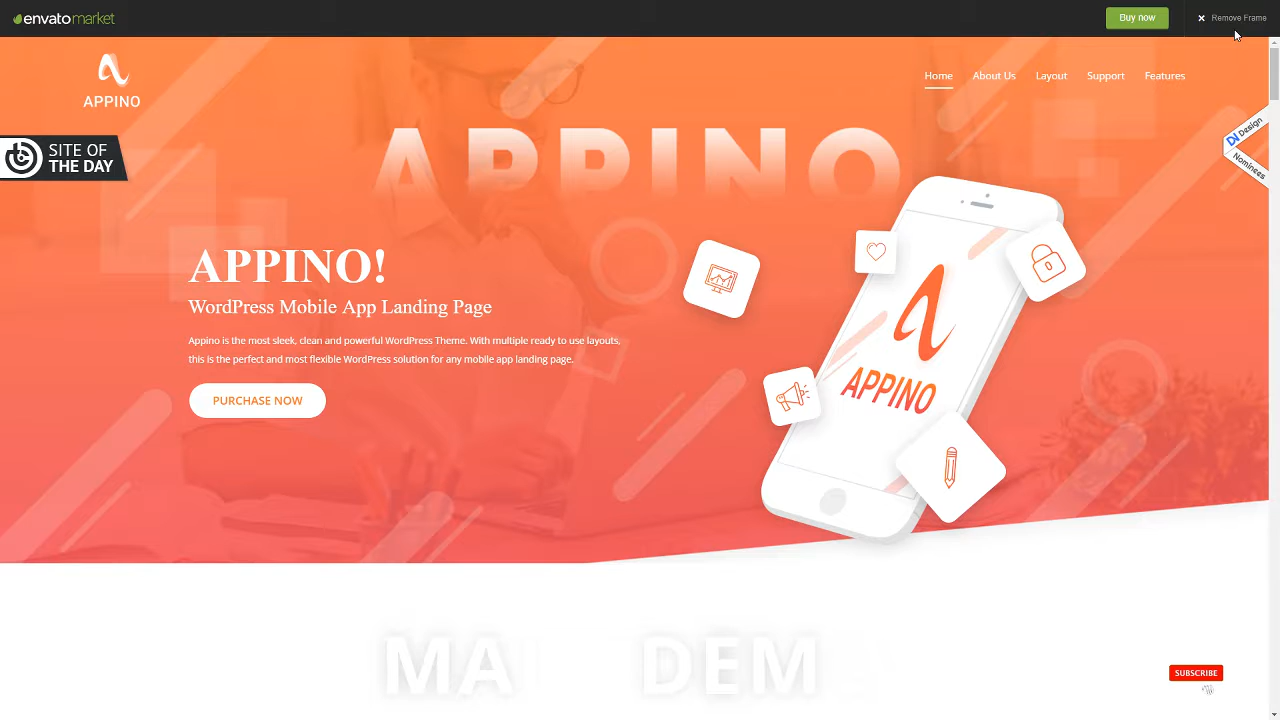 envatomarket
Buy now
Remove Frame
APPINO
Home
About Us
Layout
Support
Features
SITE OF
THE DAY
Design
Nominees
APPINO
APPINO!
WordPress Mobile App Landing Page
Appino is the most sleek, clean and powerful WordPress Theme. With multiple ready to use layouts,
this is the perfect and most flexible WordPress solution for any mobile app landing page.
PURCHASE NOW
APPINO
MA DEM
SUBSCRIBE